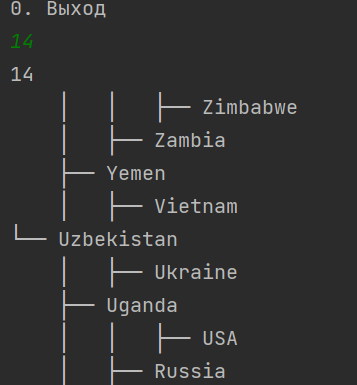 0. Выход
14
14
│   │   ├── Zimbabwe
│   ├── Zambia
├── Yemen
│   ├── Vietnam
└── Uzbekistan
│   ├── Ukraine
├── Uganda
│   │   ├── USA
│   ├── Russia